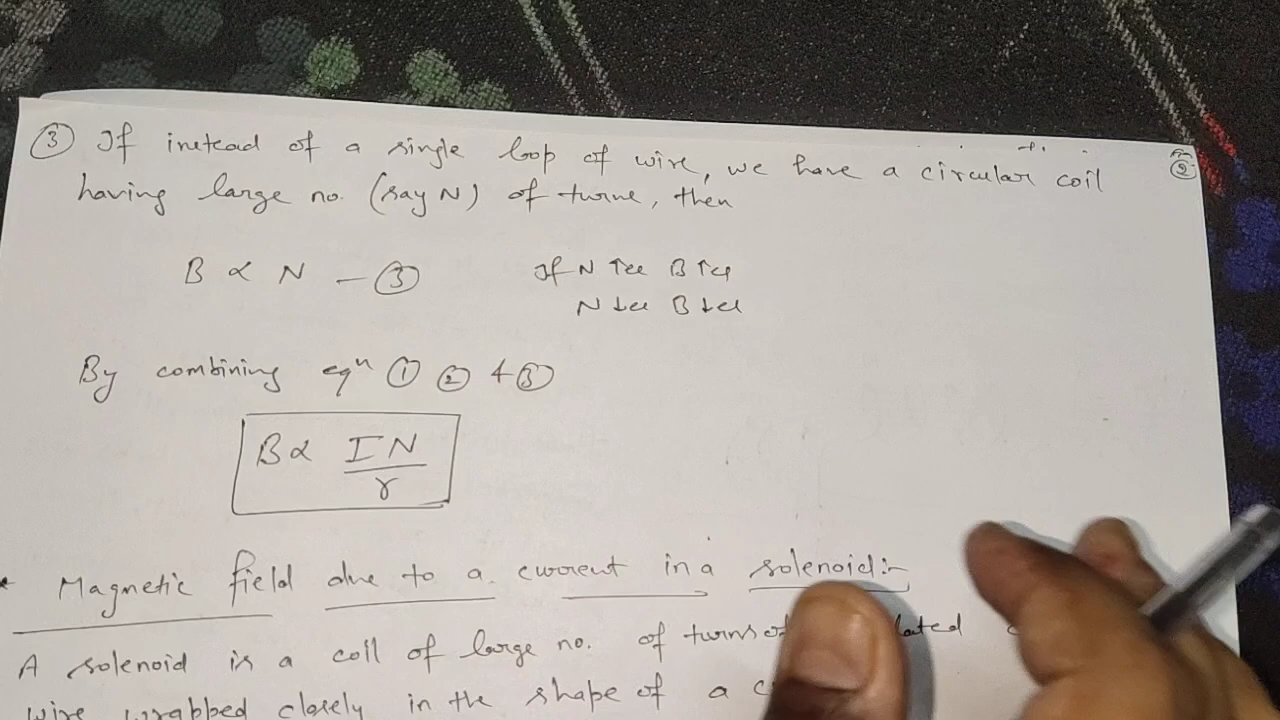 ③ If instead of a single loop of wire, we have a circular coil
having large no. (say N) of turns, then
B ∝ N — ③ If N ↑es B ↑es
N ↓es B ↓es
By combining eqⁿ ① ② & ③
B ∝ IN/r
* Magnetic field due to a current in a solenoid:-
A solenoid is a coil of large no. of turns of
wire wrapped closely in the shape of a